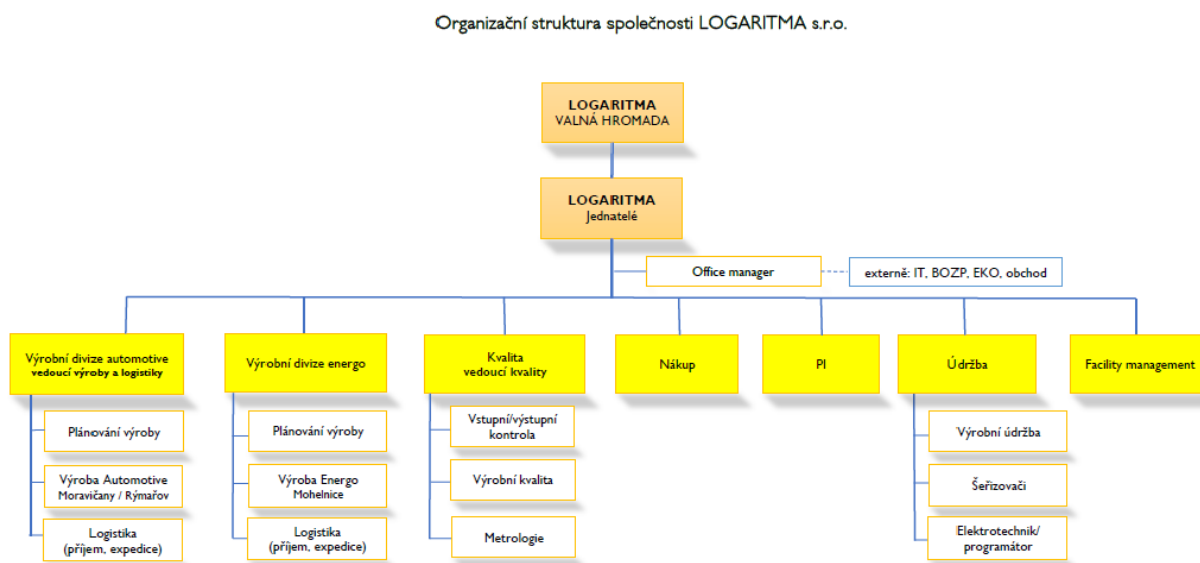 Organizační struktura společnosti LOGARITMA s.r.o.
LOGARITMA
VALNÁ HROMADA
LOGARITMA
Jednatelé
Office manager
externě: IT, BOZP, EKO, obchod
Výrobní divize automotive
vedoucí výroby a logistiky
Výrobní divize energo
Kvalita
vedoucí kvality
Nákup
PI
Údržba
Facility management
Plánování výroby
Výroba Automotive
Moravičany / Rýmařov
Logistika
(příjem, expedice)
Plánování výroby
Výroba Energo
Mohelnice
Logistika
(příjem, expedice)
Vstupní/výstupní
kontrola
Výrobní kvalita
Metrologie
Výrobní údržba
Šeřizovači
Elektrotechnik/
programátor